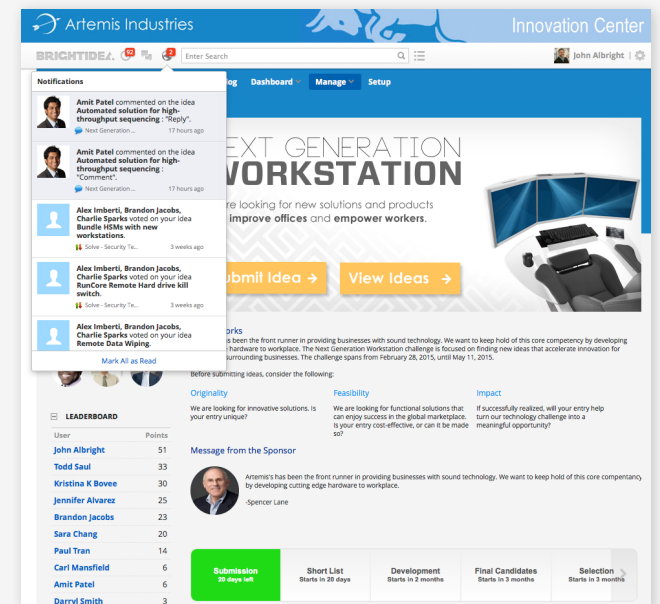 Artemis Industries
Innovation Center
BRIGHTIDEA.
92
2
Enter Search
John Albright
Notifications
Amit Patel commented on the idea
Automated solution for high-
throughput sequencing : "Reply".
Next Generation ...
17 hours ago
Amit Patel commented on the idea
Automated solution for high-
throughput sequencing :
"Comment".
Next Generation ...
17 hours ago
Alex Imberti, Brandon Jacobs,
Charlie Sparks voted on your idea
Bundle HSMs with new
workstations.
Solve - Security Te...
3 weeks ago
Alex Imberti, Brandon Jacobs,
Charlie Sparks voted on your idea
RunCore Remote Hard drive kill
switch.
Solve - Security Te...
3 weeks ago
Alex Imberti, Brandon Jacobs,
Charlie Sparks voted on your idea
Remote Data Wiping.
Mark All as Read
og Dashboard Manage Setup
EXT GENERATION
WORKSTATION
re looking for new solutions and products
improve offices and empower workers.
bmit Idea →
View Ideas →
orks
s been the front runner in providing businesses with sound technology. We want to keep hold of this core competency by developing
hardware to workplace. The Next Generation Workstation challenge is focused on finding new ideas that accelerate innovation for
surrounding businesses. The challenge spans from February 28, 2015, until May 11, 2015.
Before submitting ideas, consider the following:
Originality
We are looking for innovative solutions. Is
your entry unique?
Feasibility
We are looking for functional solutions that
can enjoy success in the global marketplace.
Is your entry cost-effective, or can it be made
so?
Impact
If successfully realized, will your entry help
turn our technology challenge into a
meaningful opportunity?
Message from the Sponsor
Artemis's has been the front runner in providing businesses with sound technology. We want to keep hold of this core compentancy
by developing cutting edge hardware to workplace.
-Spencer Lane
LEADERBOARD
User Points
John Albright 51
Todd Saul 33
Kristina K Bovee 30
Jennifer Alvarez 25
Brandon Jacobs 23
Sara Chang 20
Paul Tran 14
Carl Mansfield 6
Amit Patel 6
Darryl Smith 3
Submission
20 days left
Short List
Starts in 20 days
Development
Starts in 2 months
Final Candidates
Starts in 3 months
Selection
Starts in 3 months